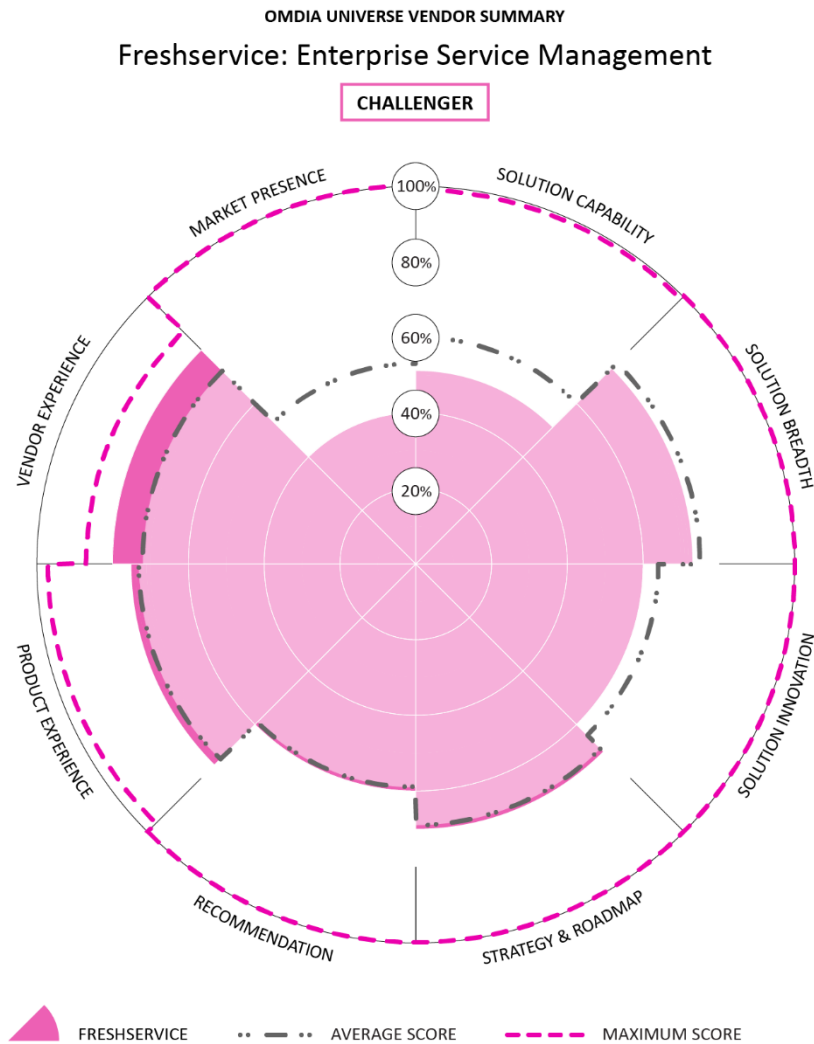 OMDIA UNIVERSE VENDOR SUMMARY
Freshservice: Enterprise Service Management
CHALLENGER
MARKET PRESENCE
SOLUTION CAPABILITY
VENDOR EXPERIENCE
SOLUTION BREADTH
100%
80%
60%
40%
20%
PRODUCT EXPERIENCE
SOLUTION INNOVATION
RECOMMENDATION
STRATEGY & ROADMAP
FRESHSERVICE
AVERAGE SCORE
MAXIMUM SCORE